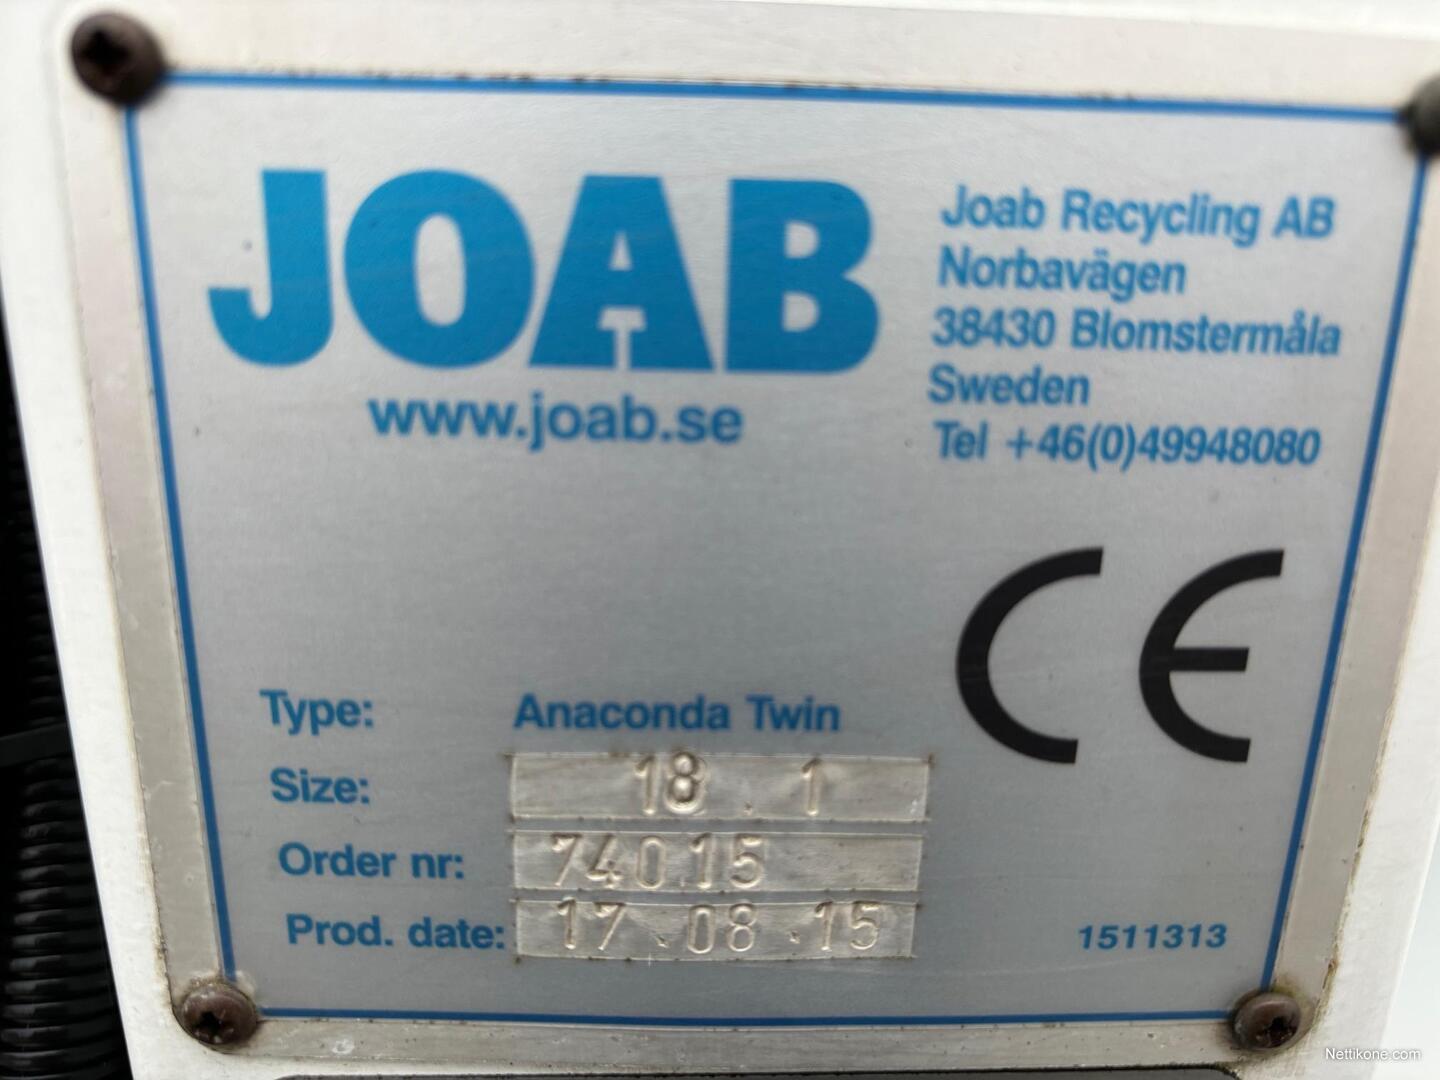 JOAB
www.joab.se
Joab Recycling AB
Norbavägen
38430 Blomstermåla
Sweden
Tel +46(0)49948080
CE
Type: Anaconda Twin
Size: 18.1
Order nr: 74015
Prod. date: 17.08.15
1511313
Nettikone.com